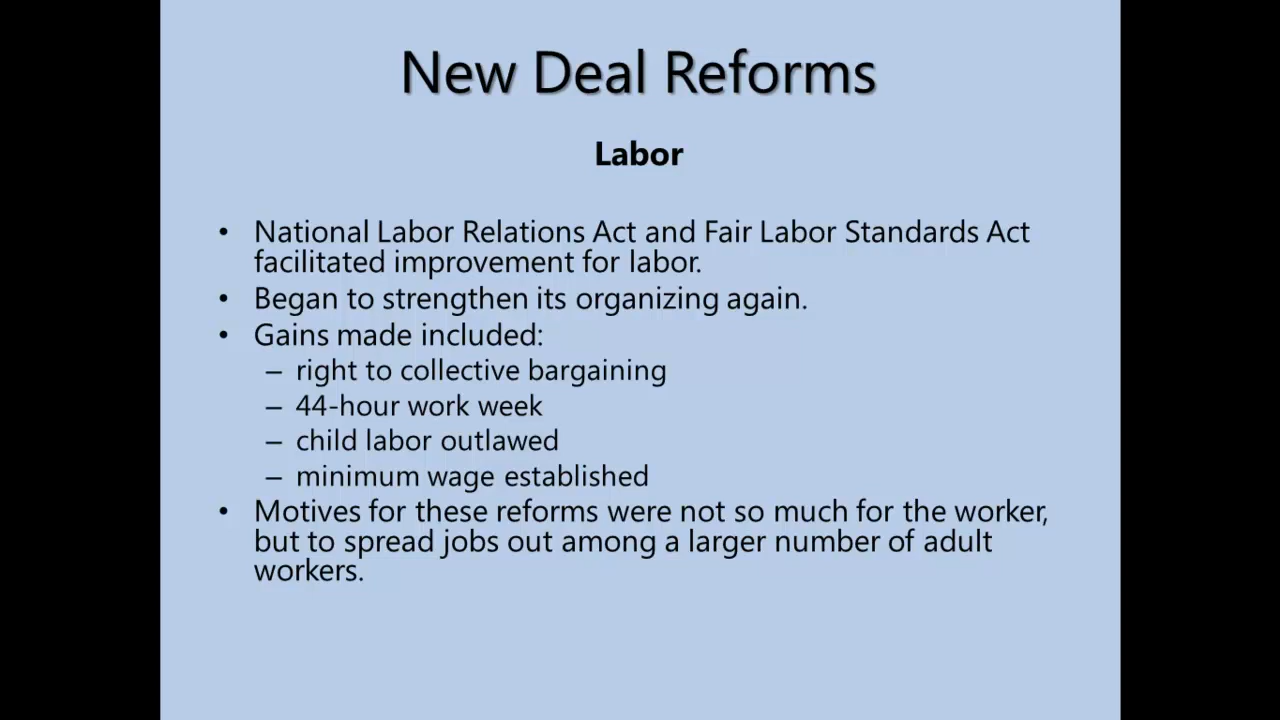 New Deal Reforms
Labor
• National Labor Relations Act and Fair Labor Standards Act
facilitated improvement for labor.
• Began to strengthen its organizing again.
• Gains made included:
– right to collective bargaining
– 44-hour work week
– child labor outlawed
– minimum wage established
• Motives for these reforms were not so much for the worker,
but to spread jobs out among a larger number of adult
workers.